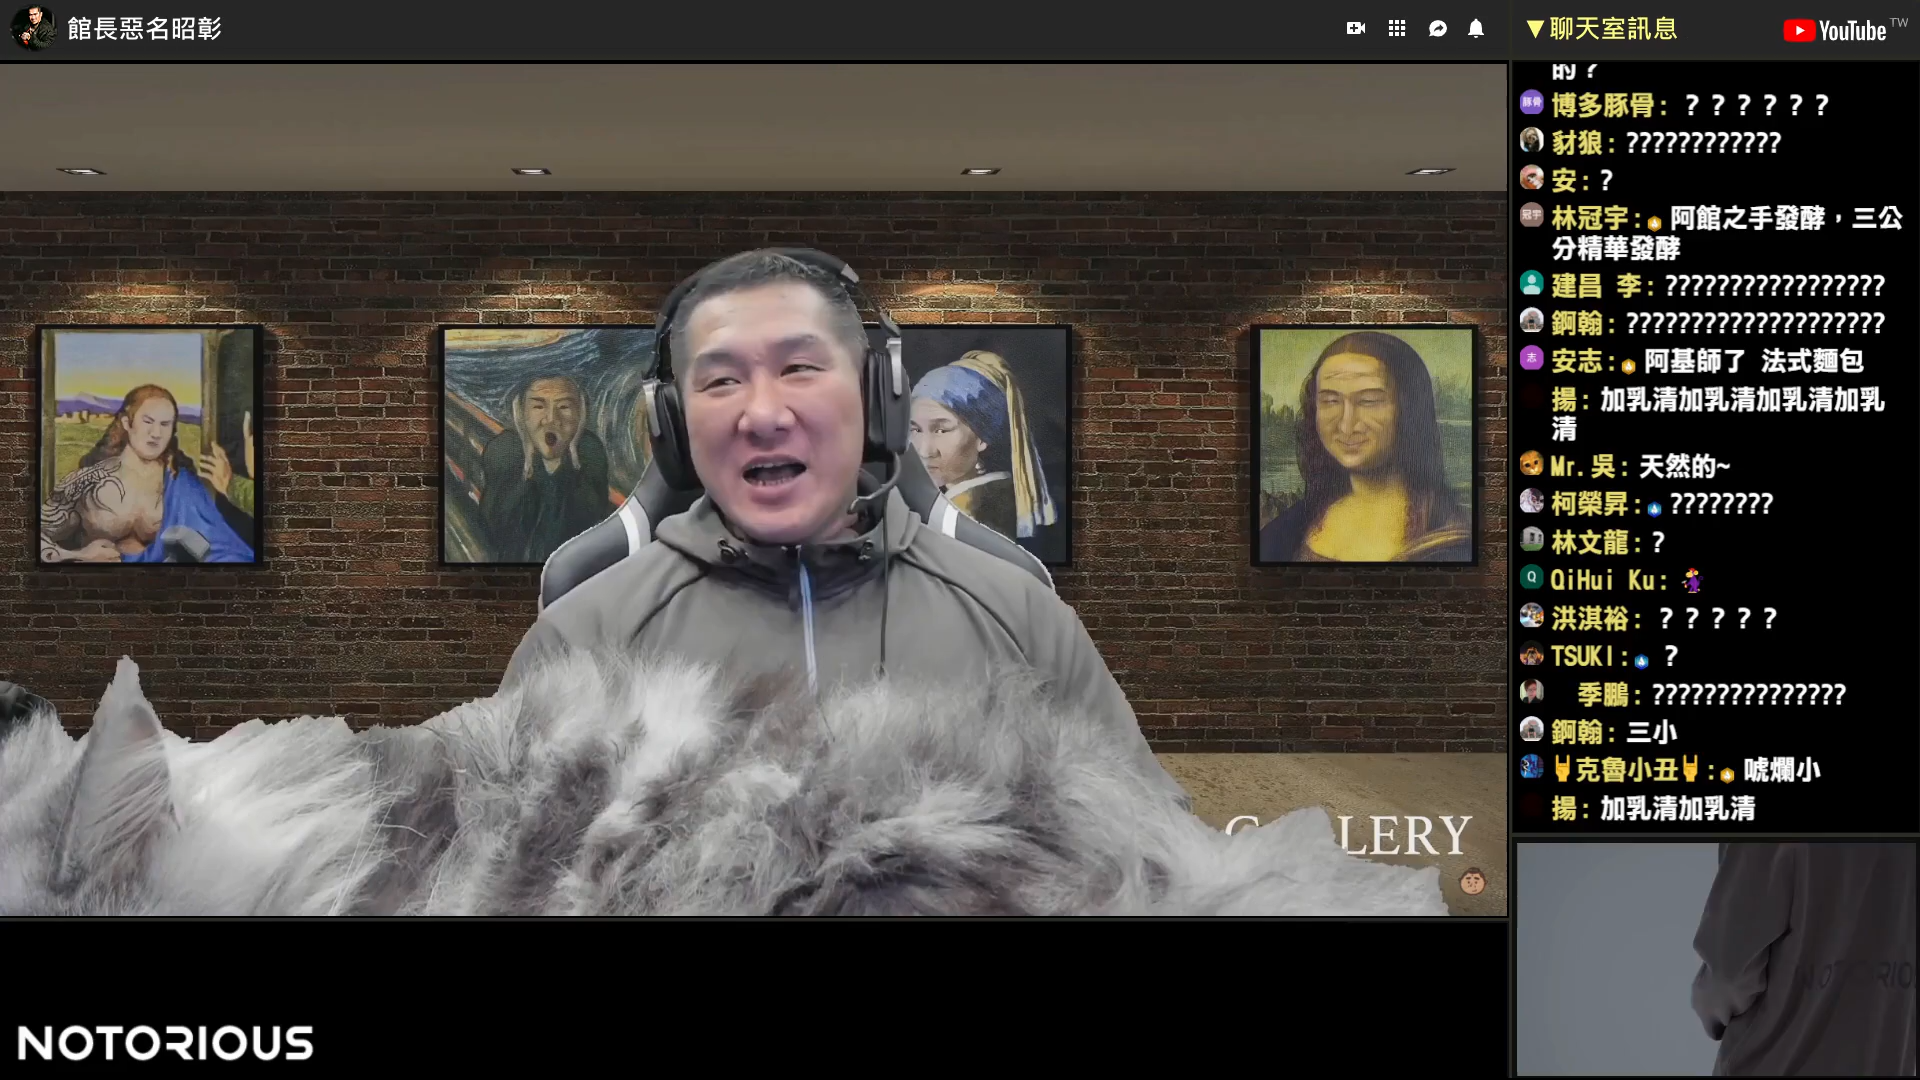 館長惡名昭彰
▼聊天室訊息
YouTube TW
的？
豚骨 博多豚骨: ？？？？？？
豺狼: ????????????
安: ?
冠宇 林冠宇: 阿館之手發酵，三公
分精華發酵
建昌 李: ?????????????????
鋼翰: ????????????????????
志 安志: 阿基師了 法式麵包
揚: 加乳清加乳清加乳清加乳
清
Mr.吳: 天然的~
柯榮昇: ????????
林文龍: ?
Q QiHui Ku:
洪淇裕: ？？？？？
TSUKI: ?
季鵬: ???????????????
鋼翰: 三小
🤘克魯小丑🤘: 唬爛小
揚: 加乳清加乳清
LERY
NOTORIOUS